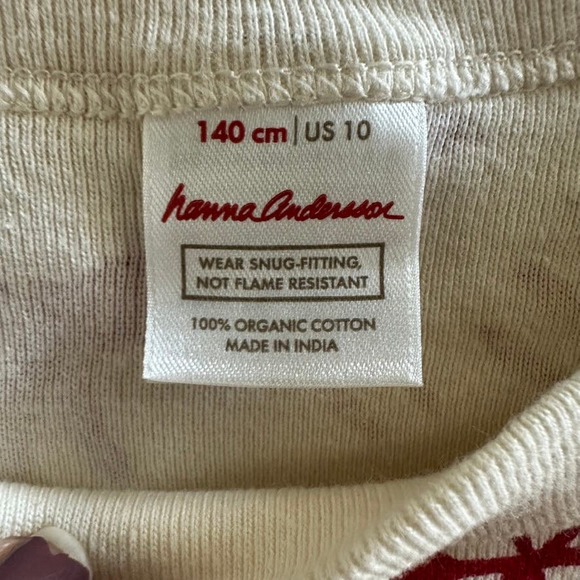 140 cm | US 10
hanna andersson
WEAR SNUG-FITTING,
NOT FLAME RESISTANT
100% ORGANIC COTTON
MADE IN INDIA